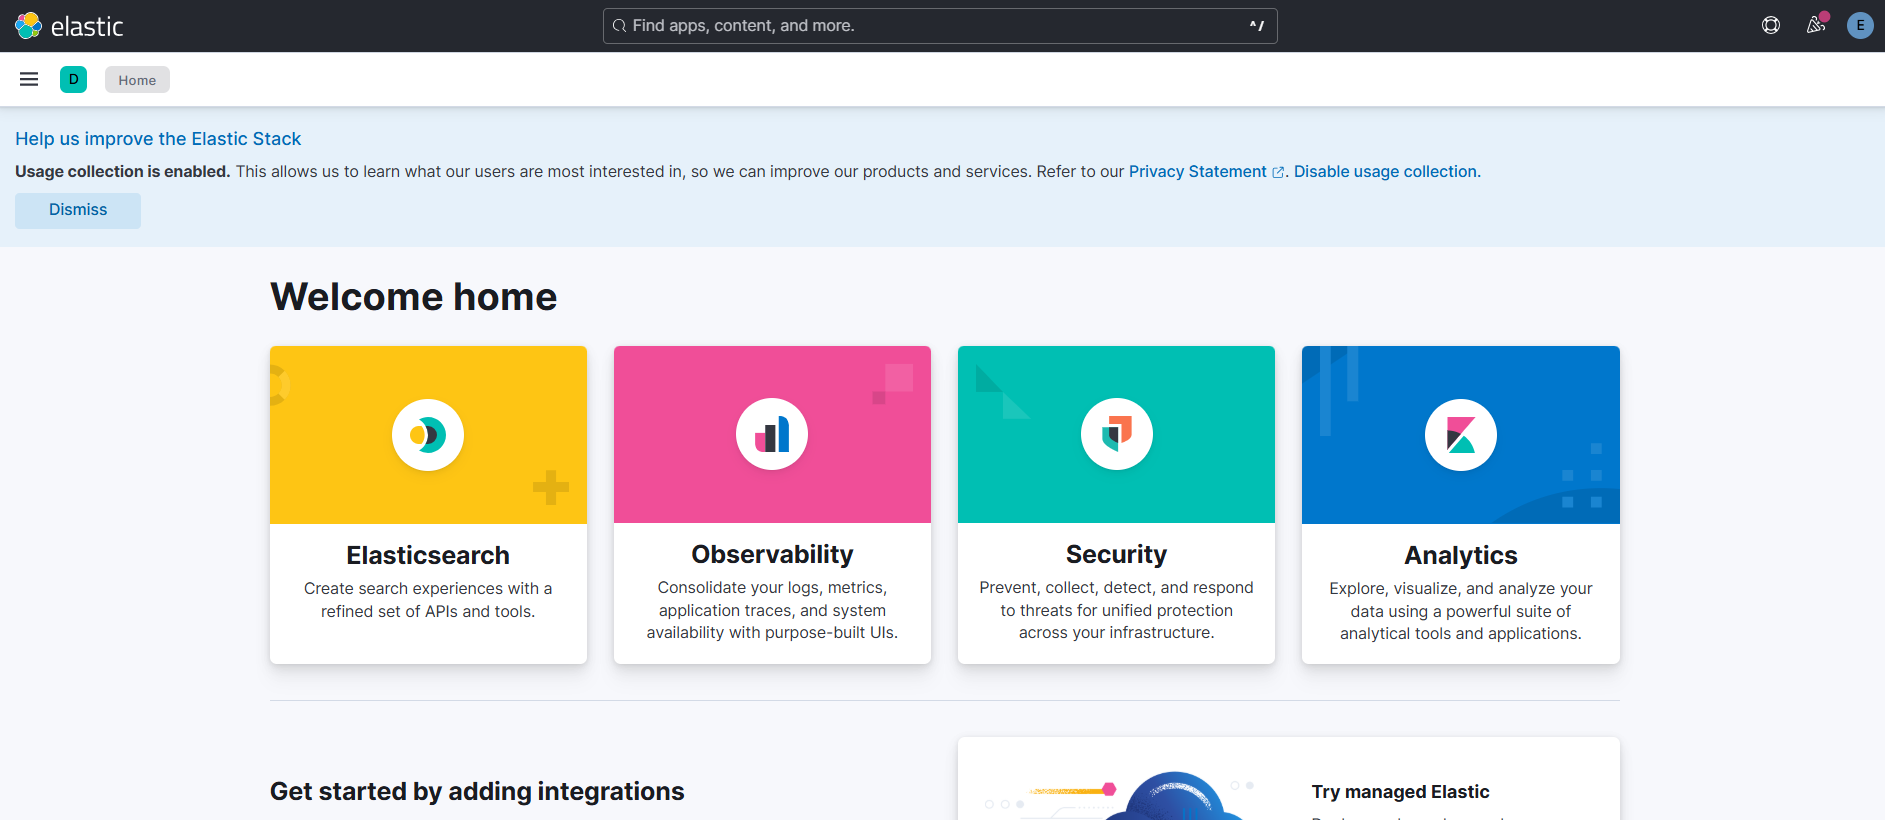 elastic
Find apps, content, and more.
^/
E
D
Home
Help us improve the Elastic Stack
Usage collection is enabled. This allows us to learn what our users are most interested in, so we can improve our products and services. Refer to our Privacy Statement. Disable usage collection.
Dismiss
Welcome home
Elasticsearch
Create search experiences with a
refined set of APIs and tools.
Observability
Consolidate your logs, metrics,
application traces, and system
availability with purpose-built UIs.
Security
Prevent, collect, detect, and respond
to threats for unified protection
across your infrastructure.
Analytics
Explore, visualize, and analyze your
data using a powerful suite of
analytical tools and applications.
Get started by adding integrations
Try managed Elastic